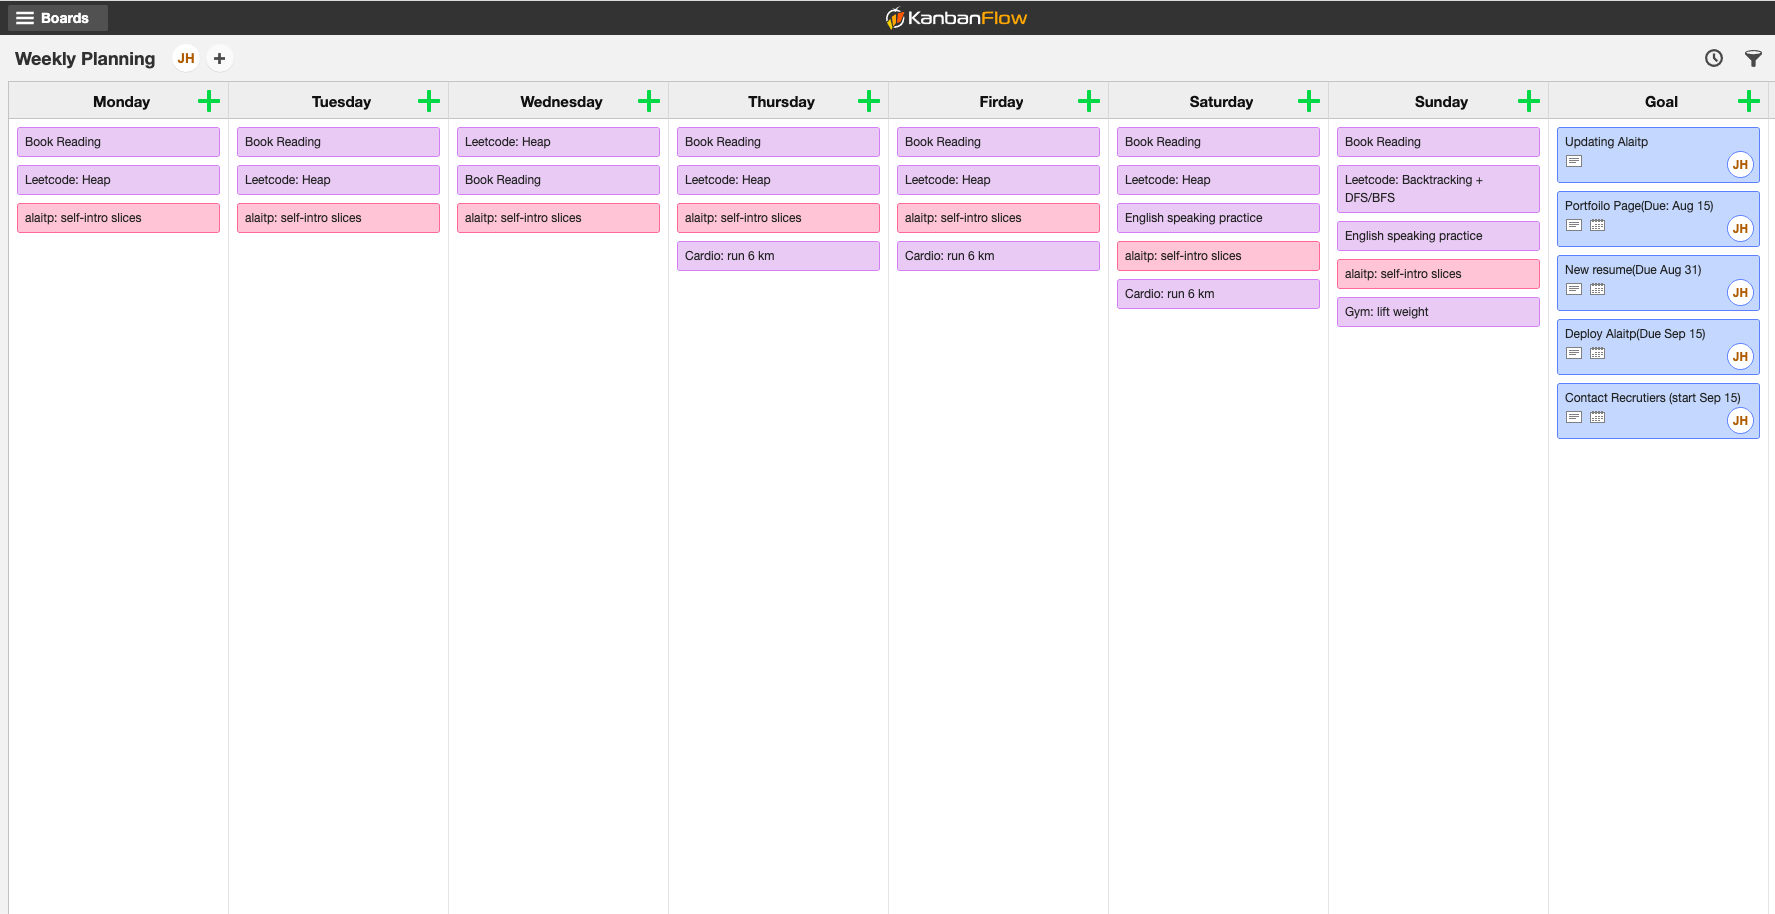 Boards
KanbanFlow
Weekly Planning
JH
Monday
Book Reading
Leetcode: Heap
alaitp: self-intro slices
Tuesday
Book Reading
Leetcode: Heap
alaitp: self-intro slices
Wednesday
Leetcode: Heap
Book Reading
alaitp: self-intro slices
Thursday
Book Reading
Leetcode: Heap
alaitp: self-intro slices
Cardio: run 6 km
Firday
Book Reading
Leetcode: Heap
alaitp: self-intro slices
Cardio: run 6 km
Saturday
Book Reading
Leetcode: Heap
English speaking practice
alaitp: self-intro slices
Cardio: run 6 km
Sunday
Book Reading
Leetcode: Backtracking +
DFS/BFS
English speaking practice
alaitp: self-intro slices
Gym: lift weight
Goal
Updating Alaitp
JH
Portfoilo Page(Due: Aug 15)
JH
New resume(Due Aug 31)
JH
Deploy Alaitp(Due Sep 15)
JH
Contact Recrutiers (start Sep 15)
JH